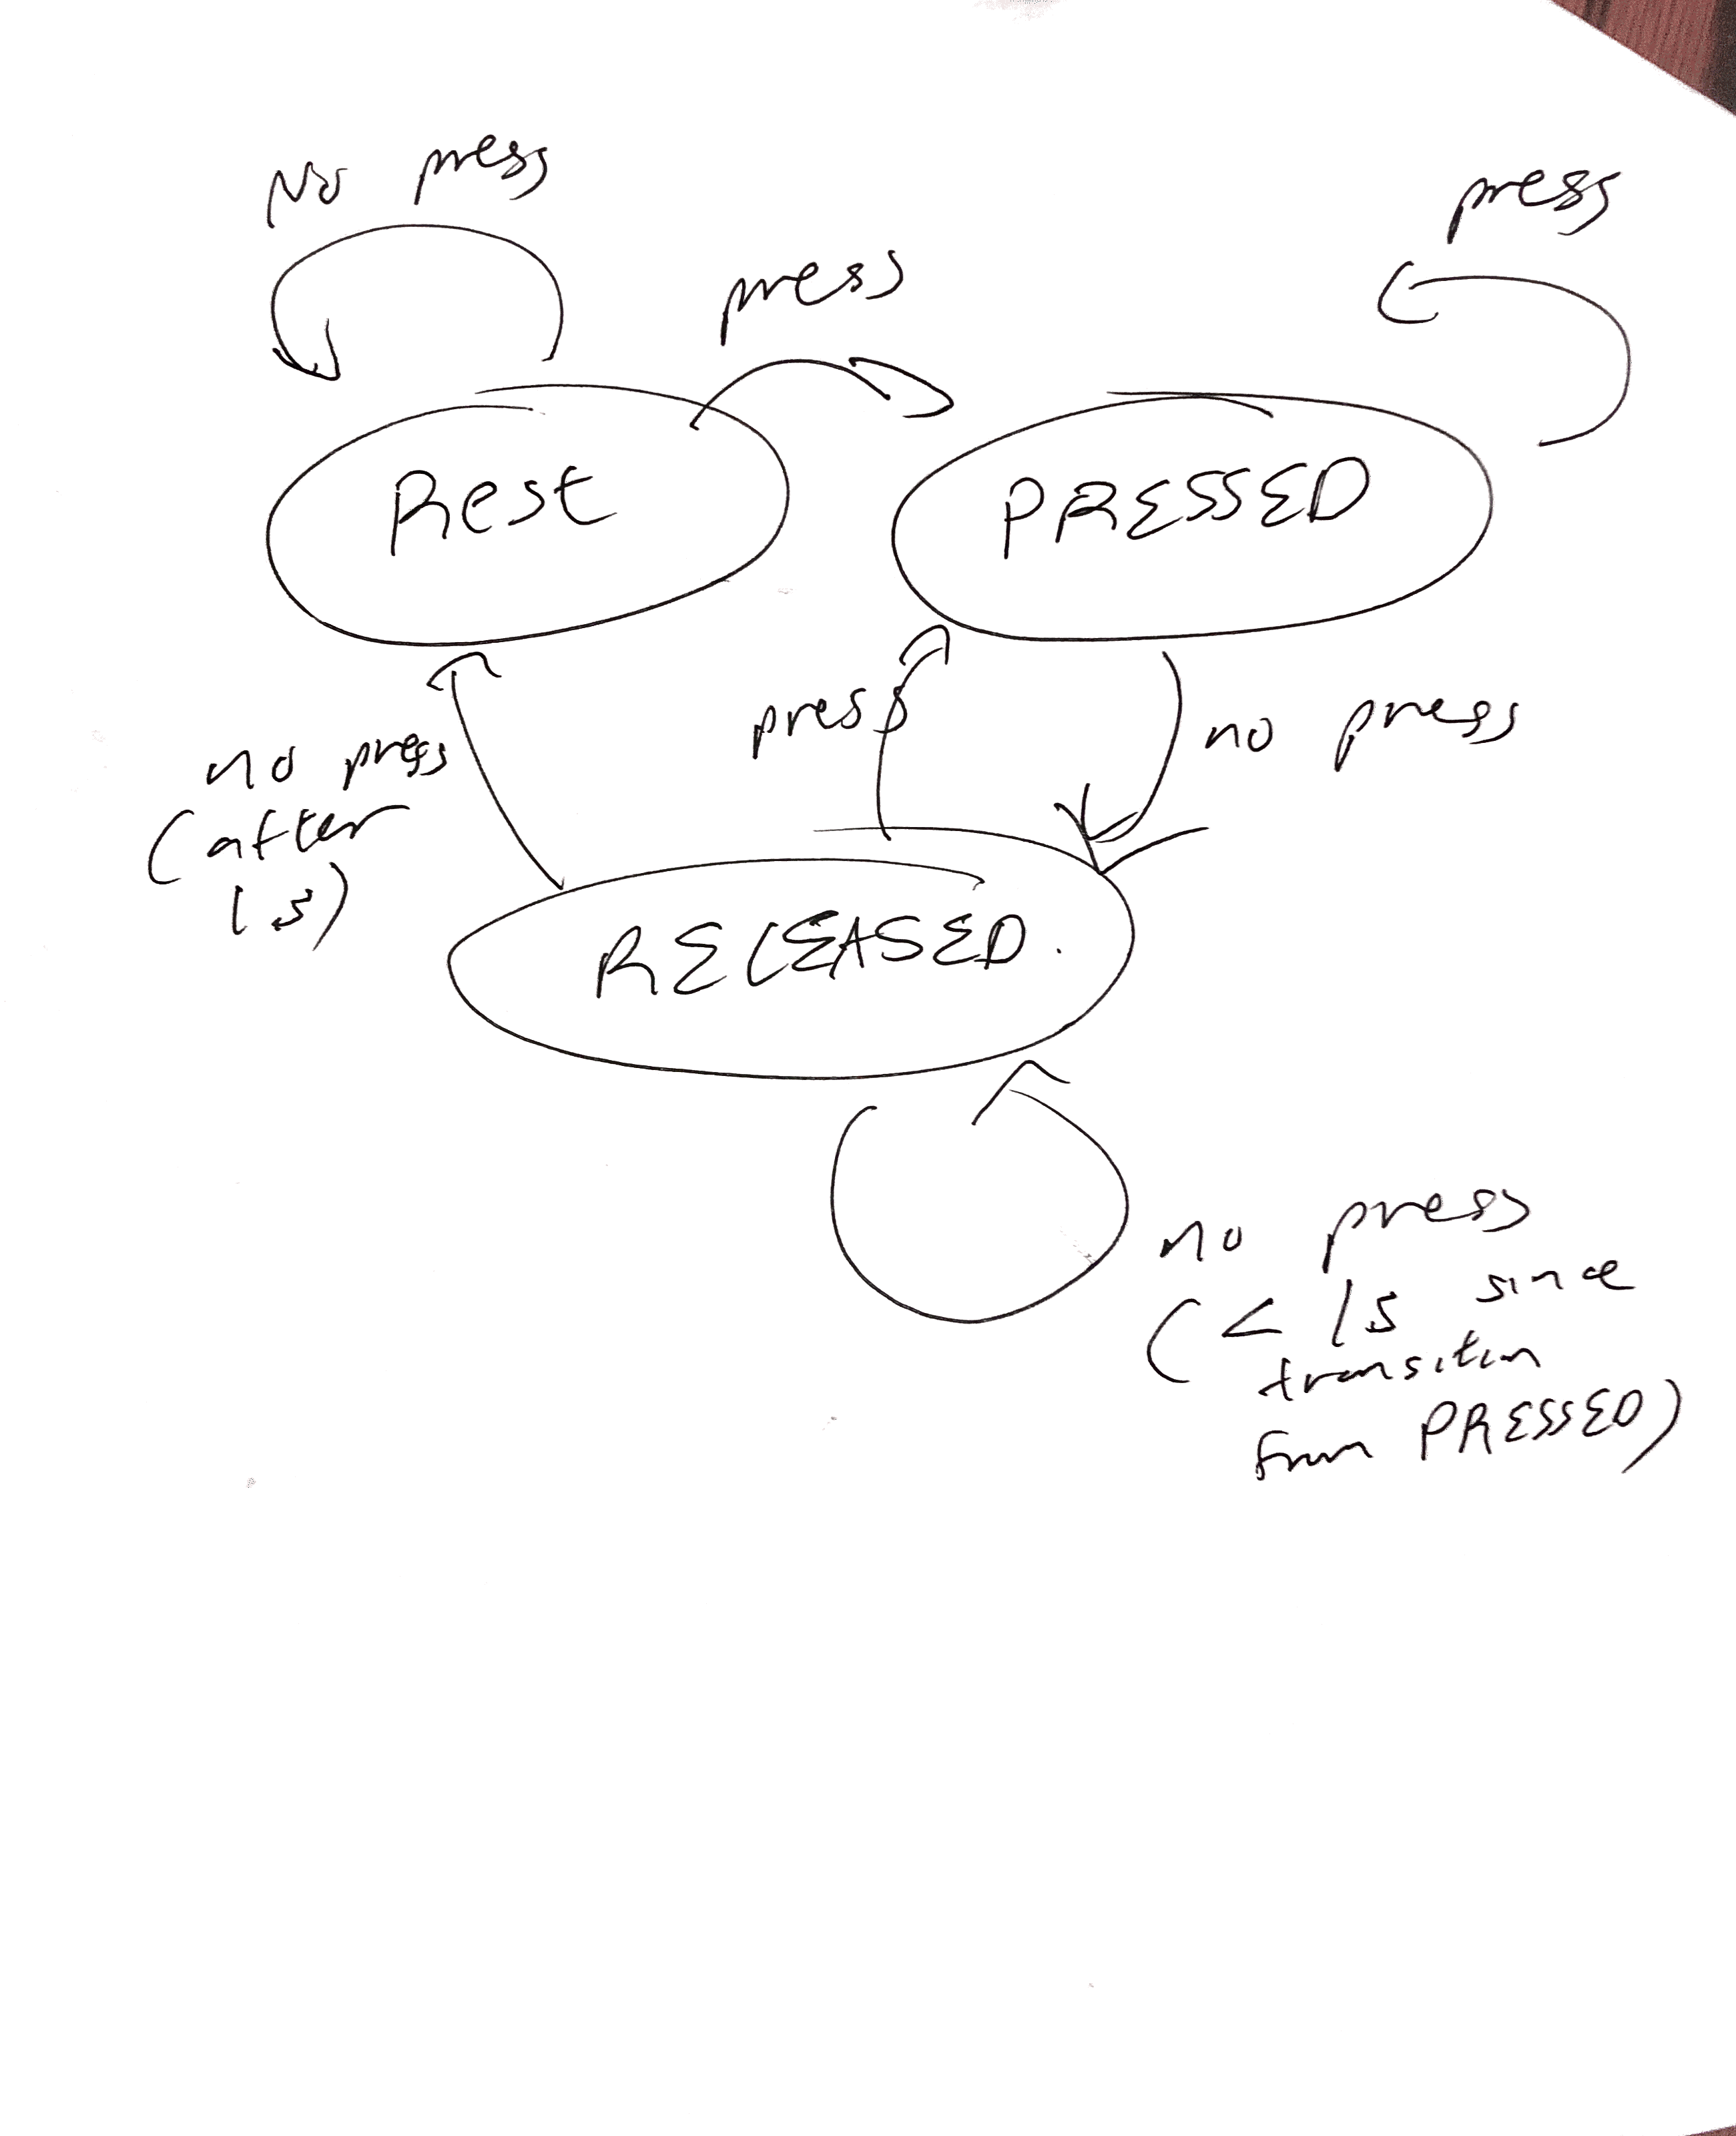 No press
press
press
Rest
PRESSED
no press
(after
1s)
press
no press
RELEASED.
no press
(< 1s since
transition
from PRESSED)